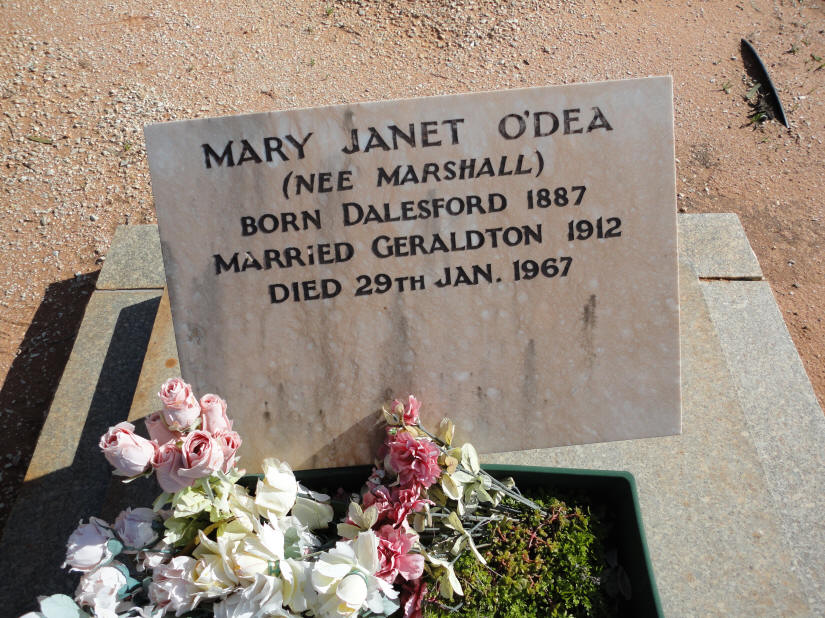 MARY JANET O'DEA
(NEE MARSHALL)
BORN DALESFORD 1887
MARRIED GERALDTON 1912
DIED 29TH JAN. 1967